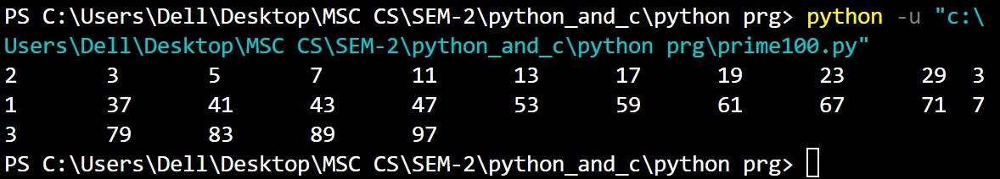 PS C:\Users\Dell\Desktop\MSC CS\SEM-2\python_and_c\python prg> python -u "c:\
Users\Dell\Desktop\MSC CS\SEM-2\python_and_c\python prg\prime100.py"
2 3 5 7 11 13 17 19 23 29 3
1 37 41 43 47 53 59 61 67 71 7
3 79 83 89 97
PS C:\Users\Dell\Desktop\MSC CS\SEM-2\python_and_c\python prg>